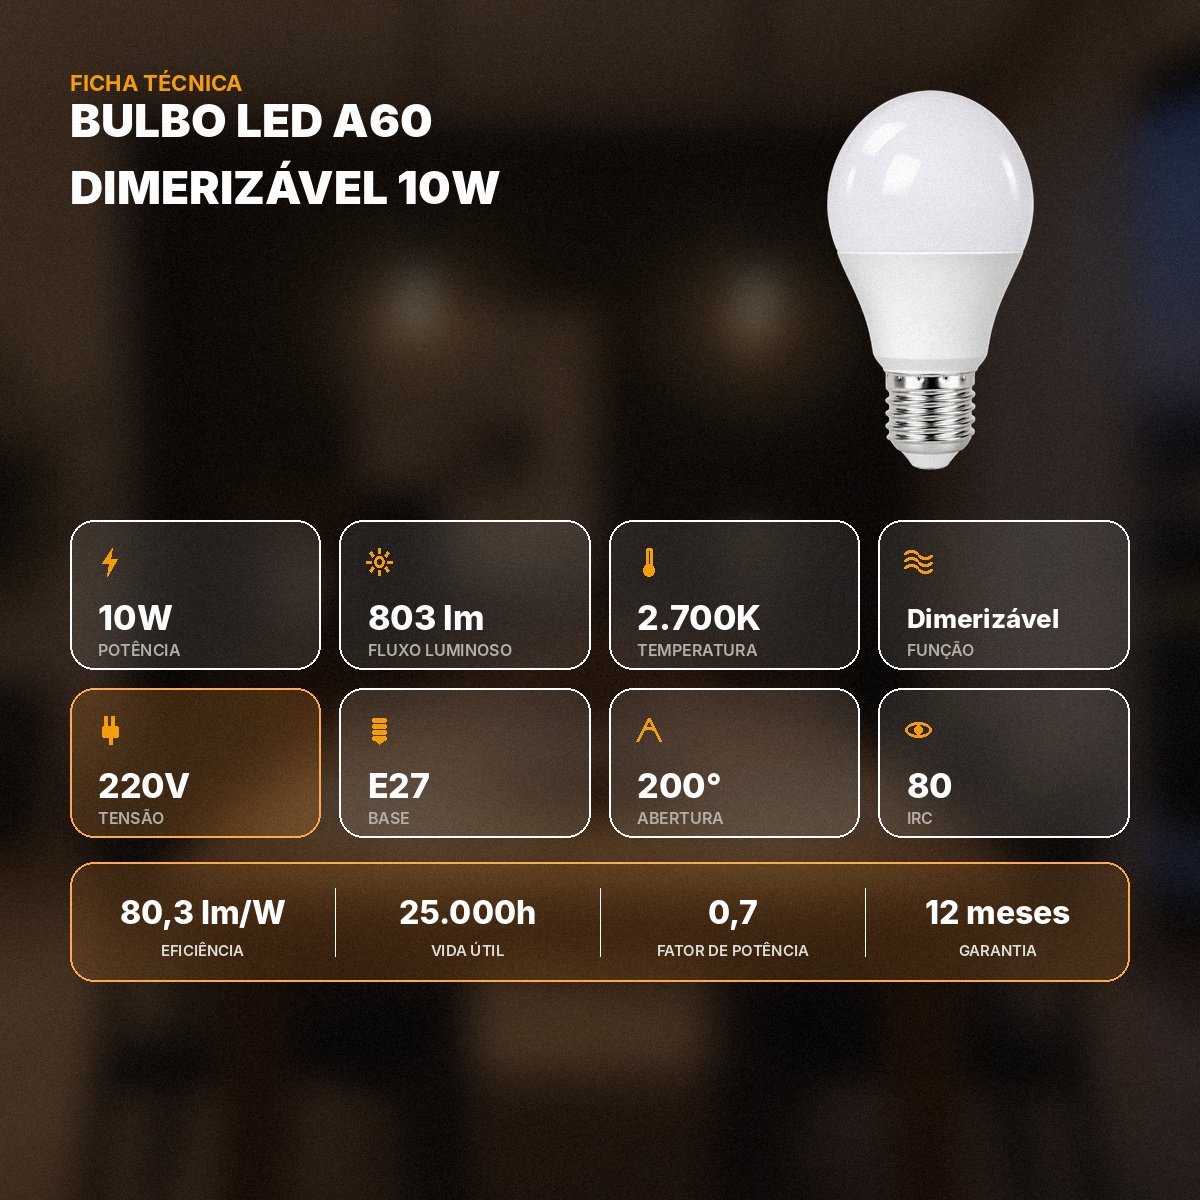 FICHA TÉCNICA
BULBO LED A60
DIMERIZÁVEL 10W
10W
POTÊNCIA
803 lm
FLUXO LUMINOSO
2.700K
TEMPERATURA
Dimerizável
FUNÇÃO
220V
TENSÃO
E27
BASE
200°
ABERTURA
80
IRC
80,3 lm/W
EFICIÊNCIA
25.000h
VIDA ÚTIL
0,7
FATOR DE POTÊNCIA
12 meses
GARANTIA